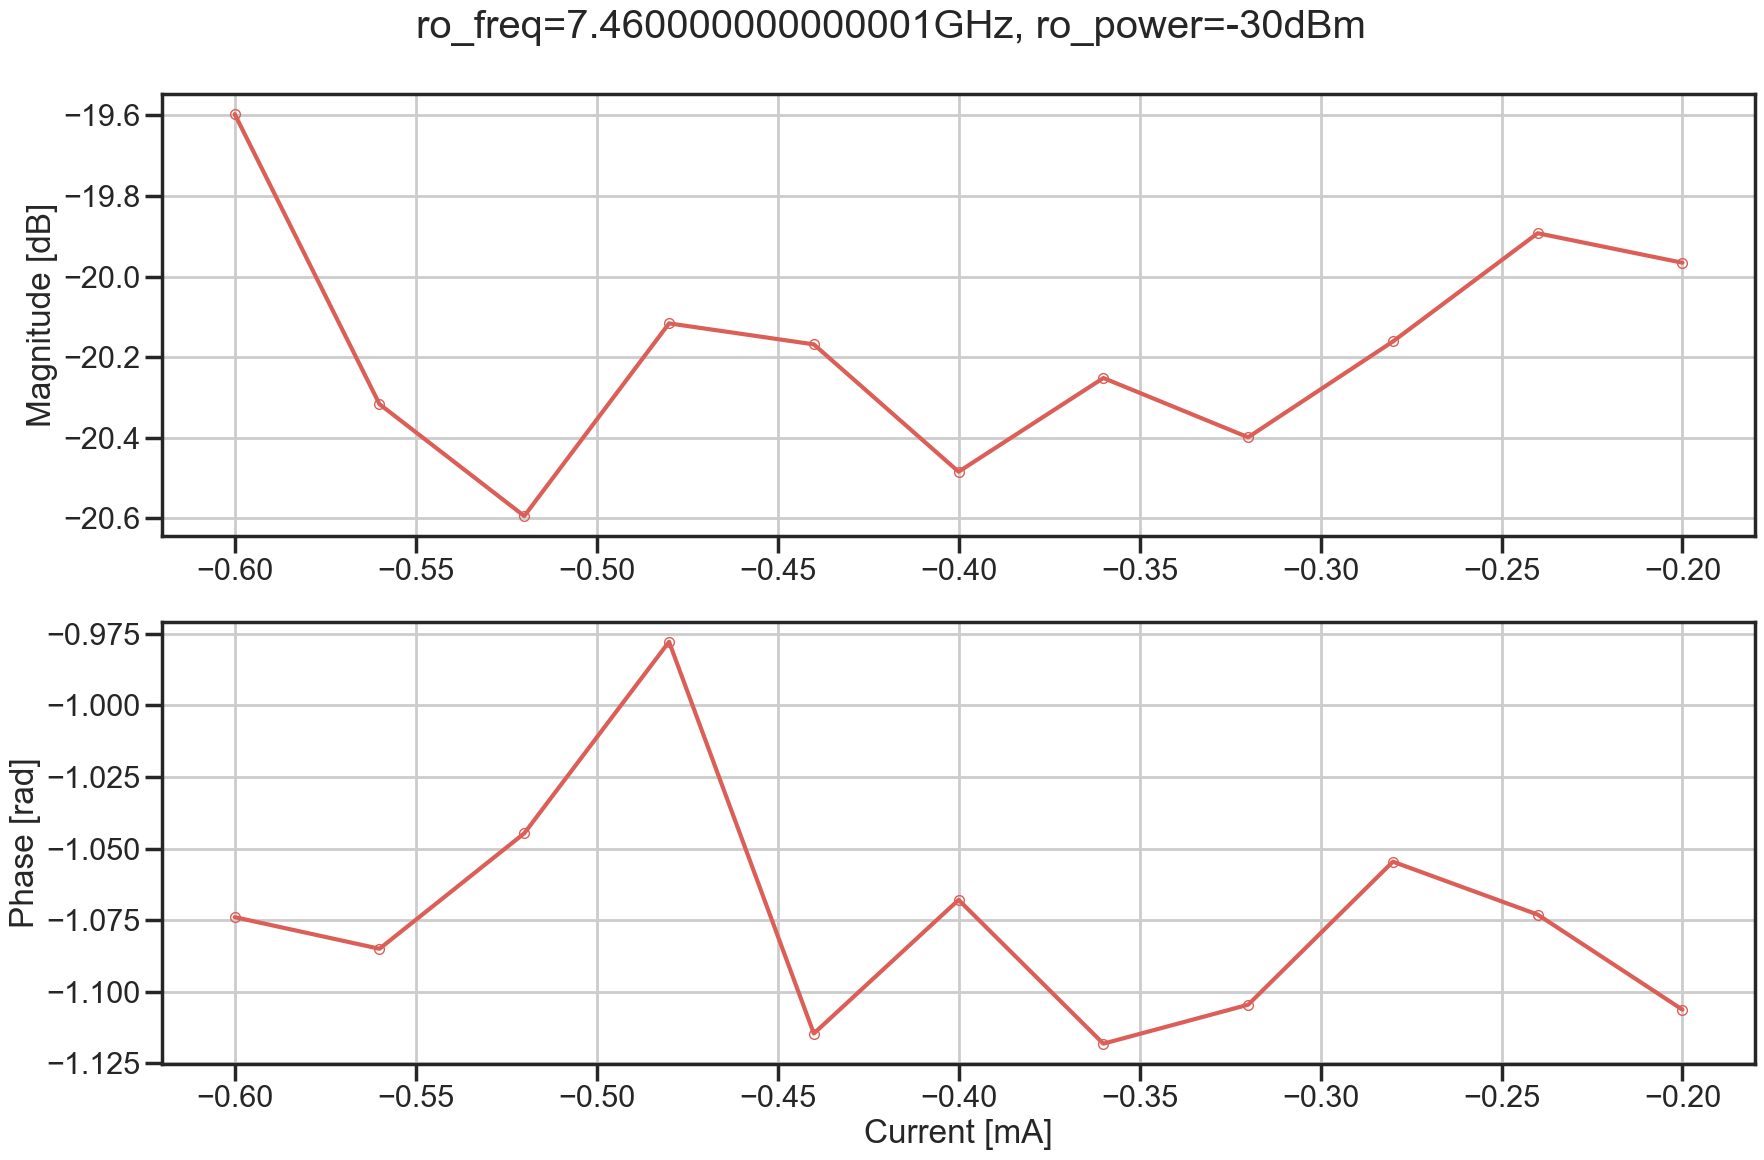 ro_freq=7.460000000000001GHz, ro_power=-30dBm
Magnitude [dB]
−19.6
−19.8
−20.0
−20.2
−20.4
−20.6
−0.60 −0.55 −0.50 −0.45 −0.40 −0.35 −0.30 −0.25 −0.20
Phase [rad]
−0.975
−1.000
−1.025
−1.050
−1.075
−1.100
−1.125
−0.60 −0.55 −0.50 −0.45 −0.40 −0.35 −0.30 −0.25 −0.20
Current [mA]